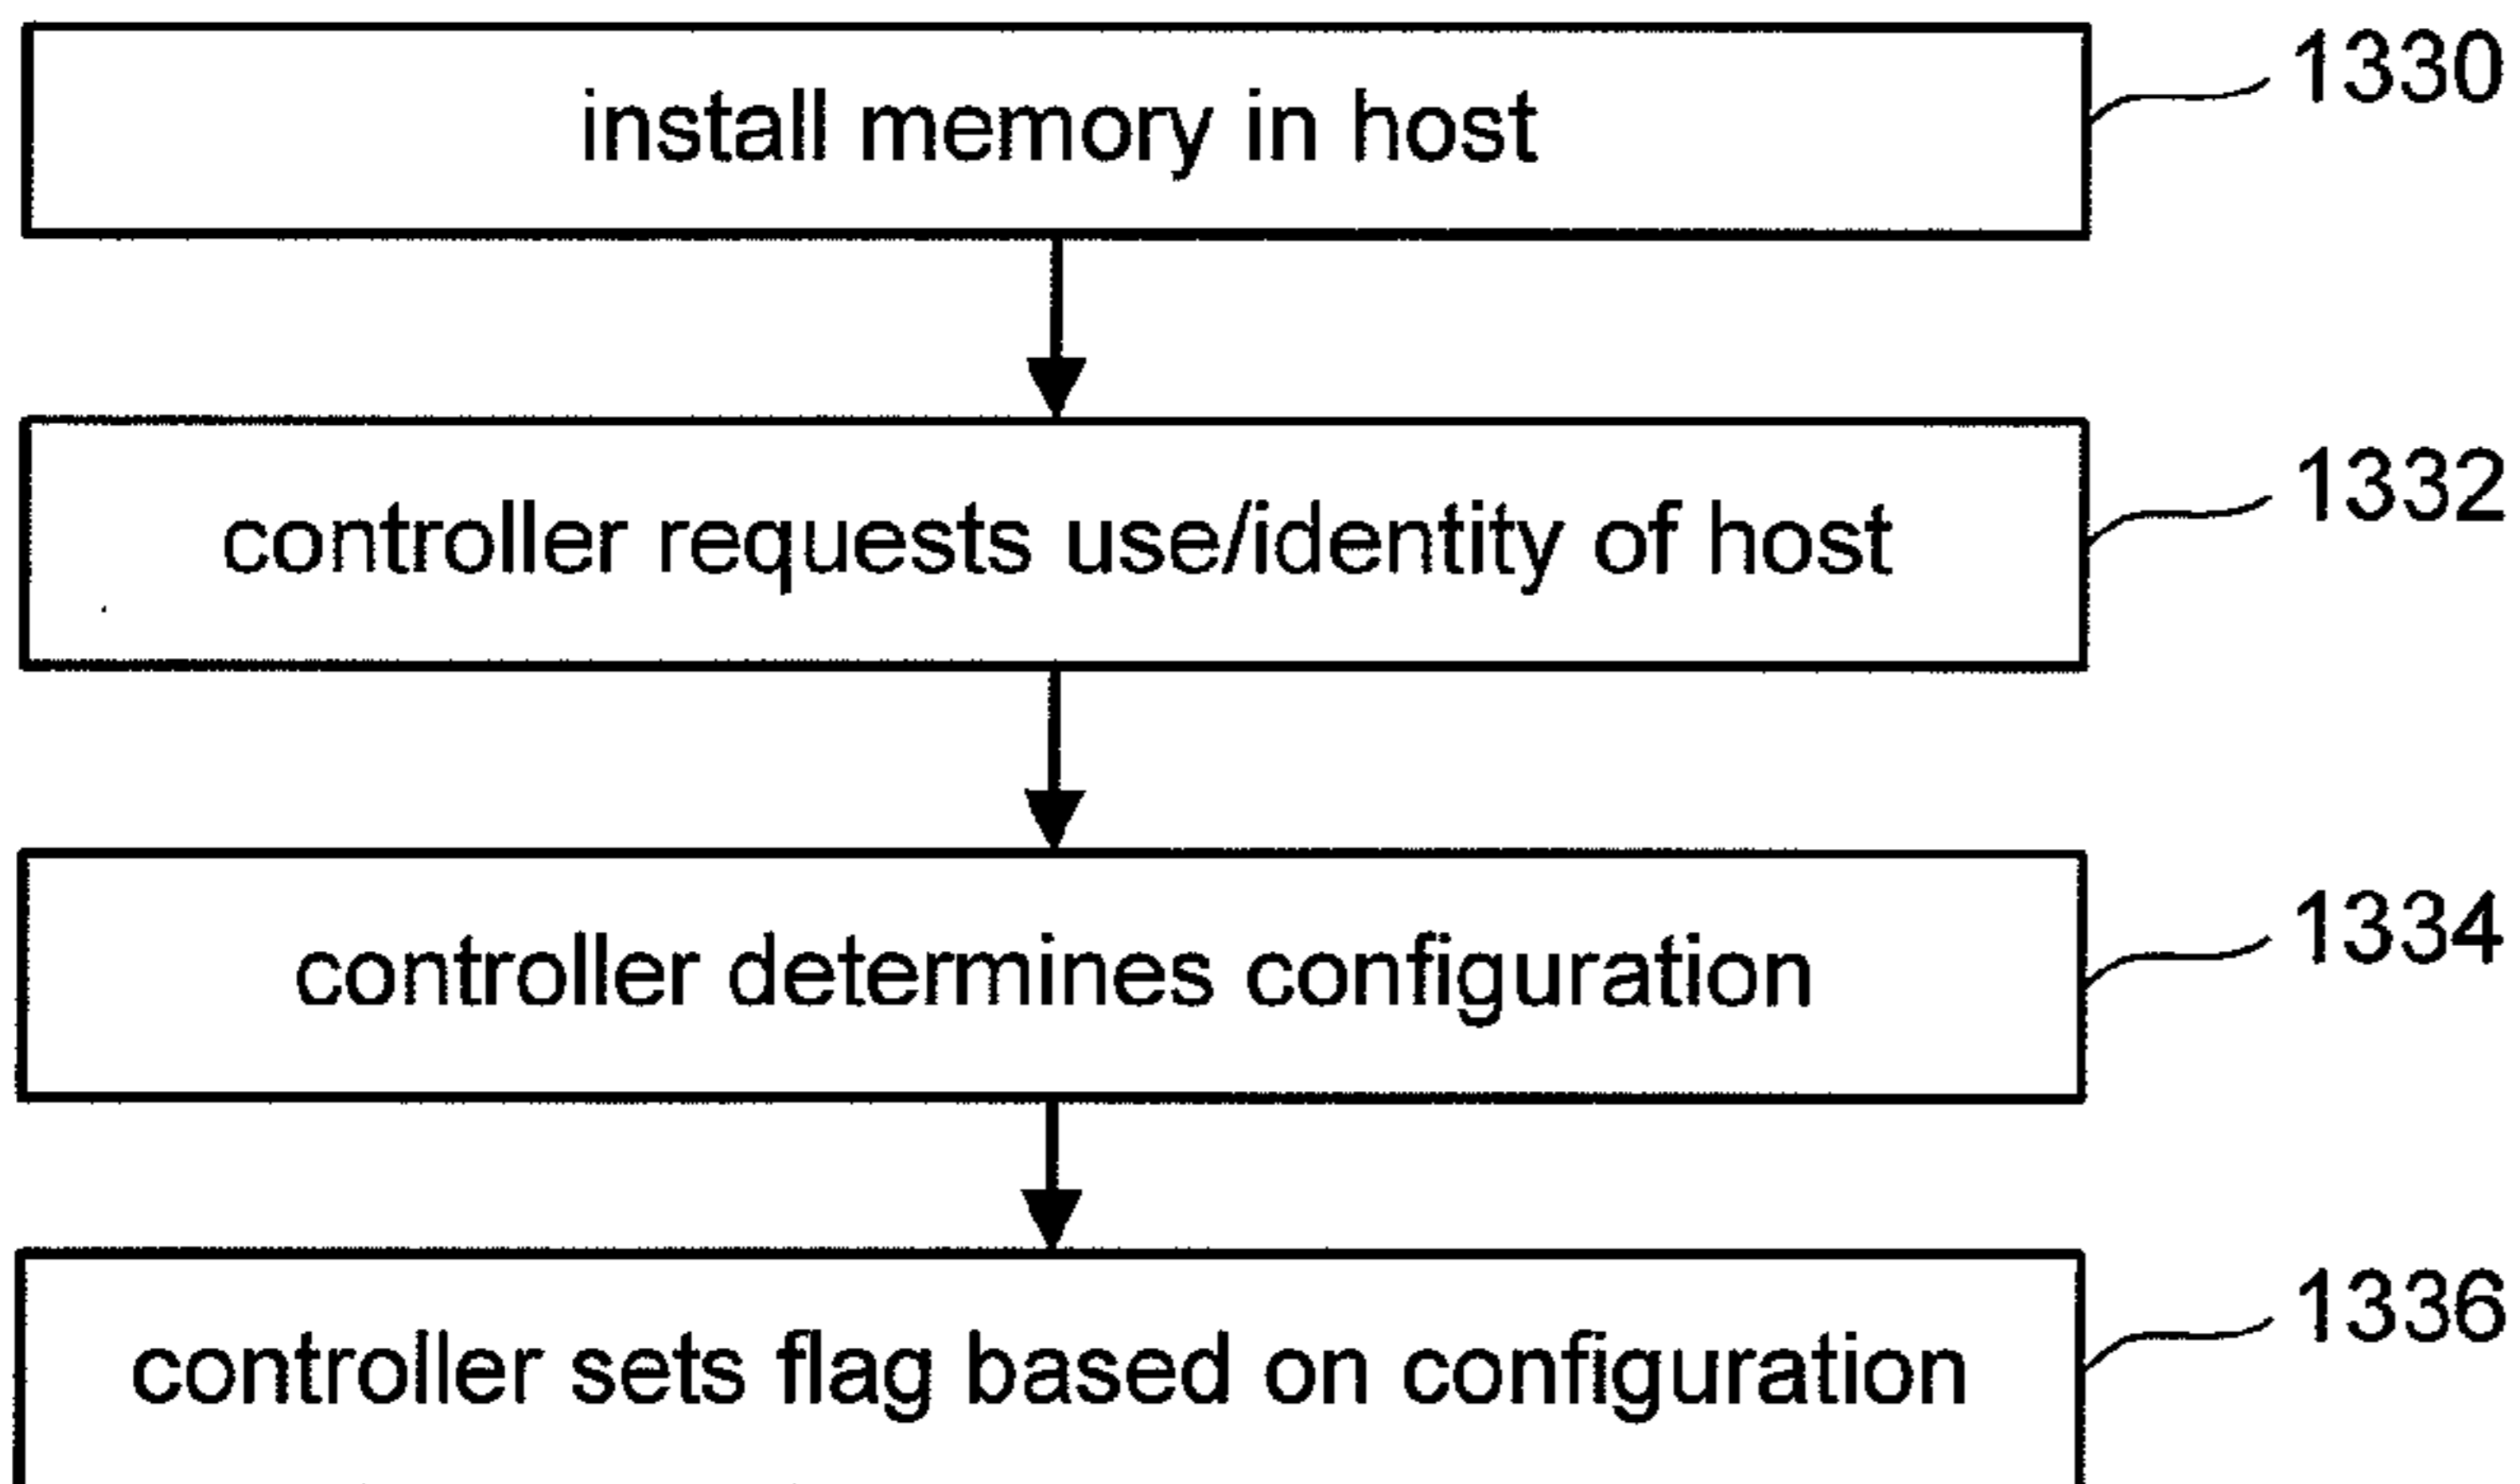 install memory in host
1330
controller requests use/identity of host
1332
controller determines configuration
1334
controller sets flag based on configuration
1336